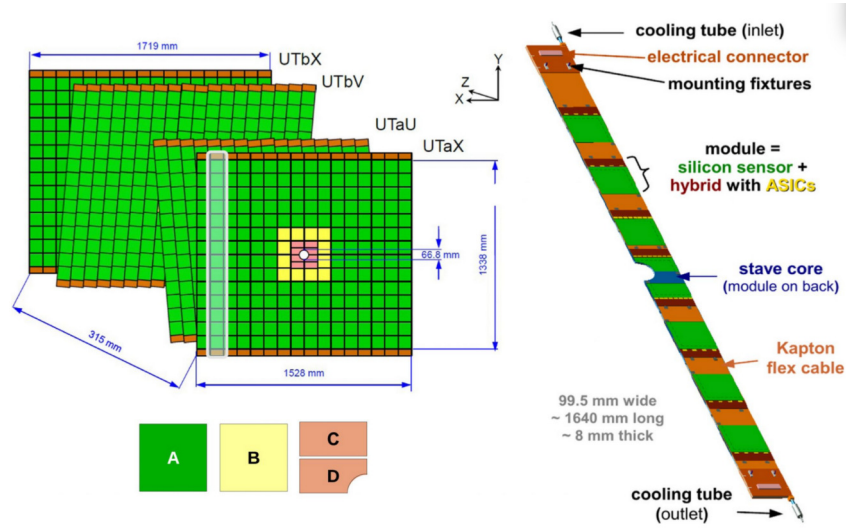 1719 mm
UTbX
UTbV
UTaU
UTaX
66.8 mm
1338 mm
315 mm
1528 mm
A
B
C
D
Y
Z
X
cooling tube (inlet)
electrical connector
mounting fixtures
module =
silicon sensor +
hybrid with ASICs
stave core
(module on back)
Kapton
flex cable
99.5 mm wide
~ 1640 mm long
~ 8 mm thick
cooling tube
(outlet)